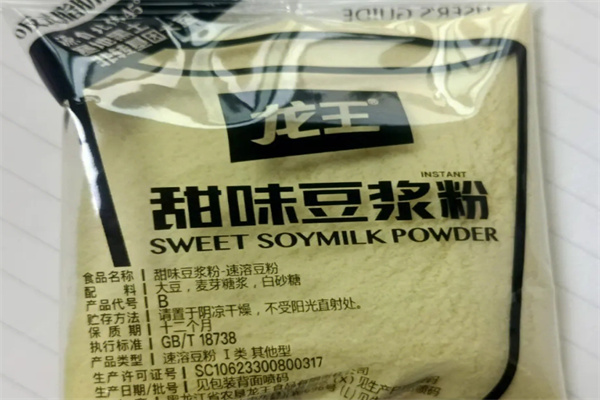 USER'S GUIDE
龙王®
INSTANT
甜味豆浆粉
SWEET SOYMILK POWDER
食品名称 甜味豆浆粉-速溶豆粉
配料 大豆，麦芽糖浆，白砂糖
产品代号 B
贮存方法 请置于阴凉干燥，不受阳光直射处。
保质期 十二个月
执行标准 GB/T 18738
产品类型 速溶豆粉 Ⅰ类 其他型
生产许可证号 SC10623300800317
生产日期/批号 见包装背面喷码